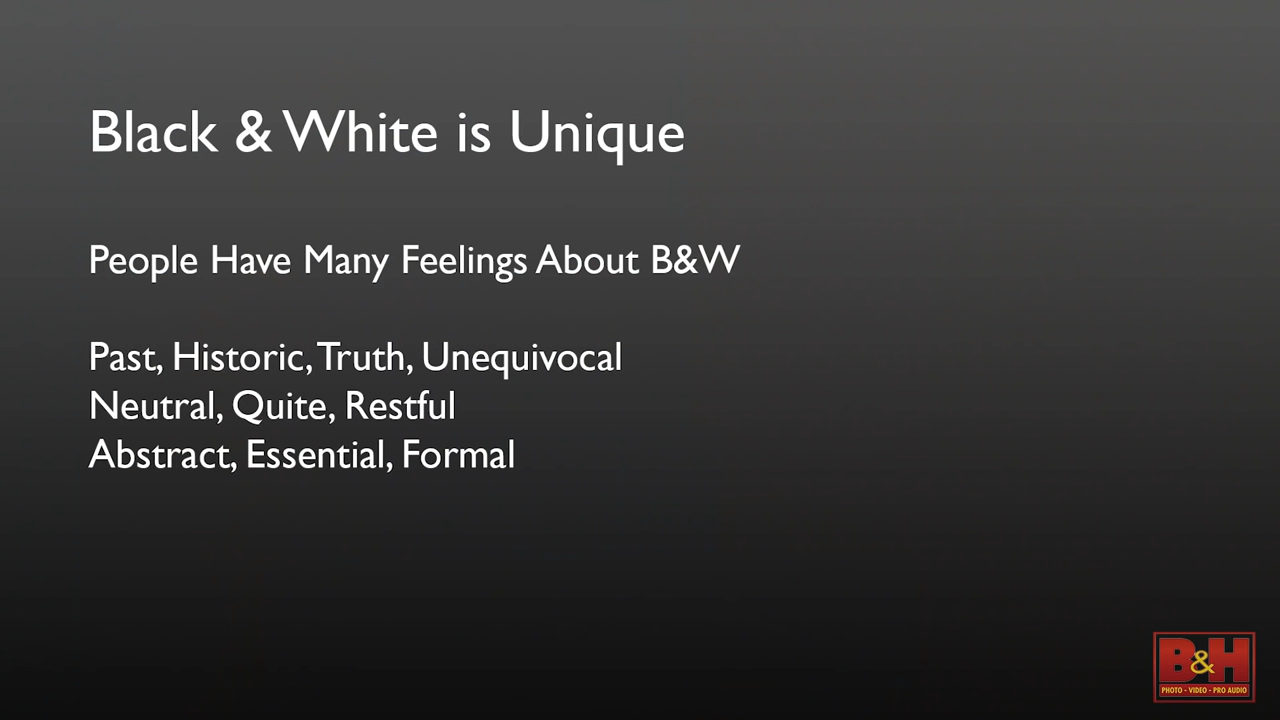 Black & White is Unique
People Have Many Feelings About B&W
Past, Historic, Truth, Unequivocal
Neutral, Quite, Restful
Abstract, Essential, Formal
B&H
PHOTO - VIDEO - PRO AUDIO